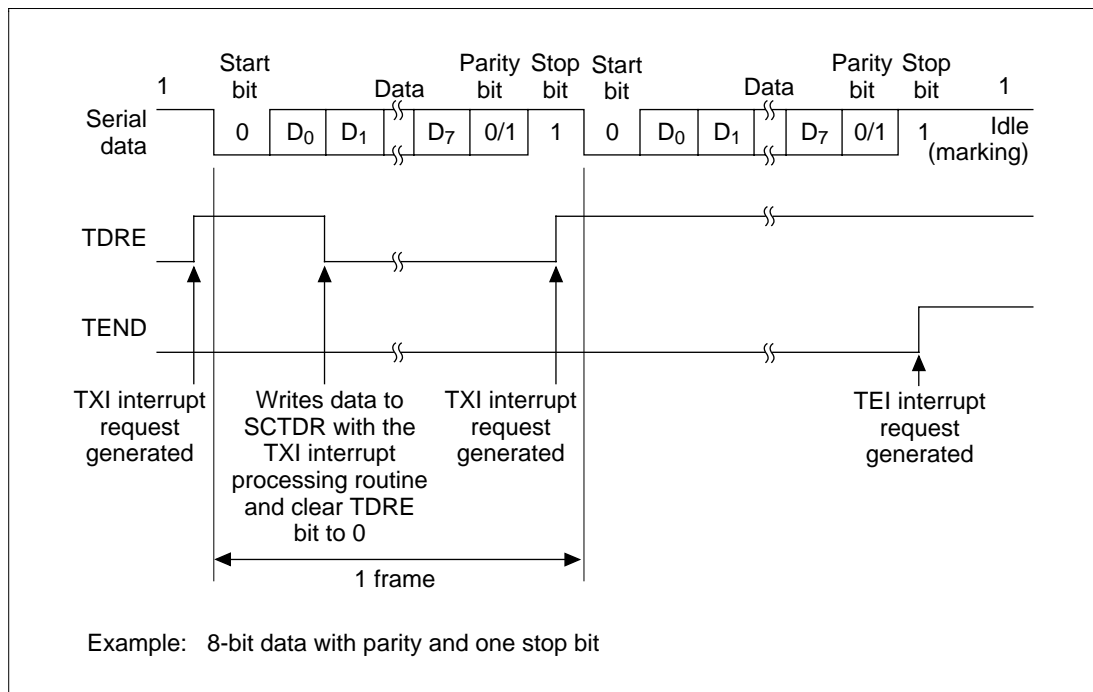 1
Start bit
Data
Parity bit
Stop bit
Start bit
Data
Parity bit
Stop bit
1
Serial data
0
D0
D1
D7
0/1
1
0
D0
D1
D7
0/1
1
Idle (marking)
TDRE
TEND
TXI interrupt
request
generated
Writes data to
SCTDR with the
TXI interrupt
processing routine
and clear TDRE
bit to 0
TXI interrupt
request
generated
TEI interrupt
request
generated
1 frame
Example: 8-bit data with parity and one stop bit